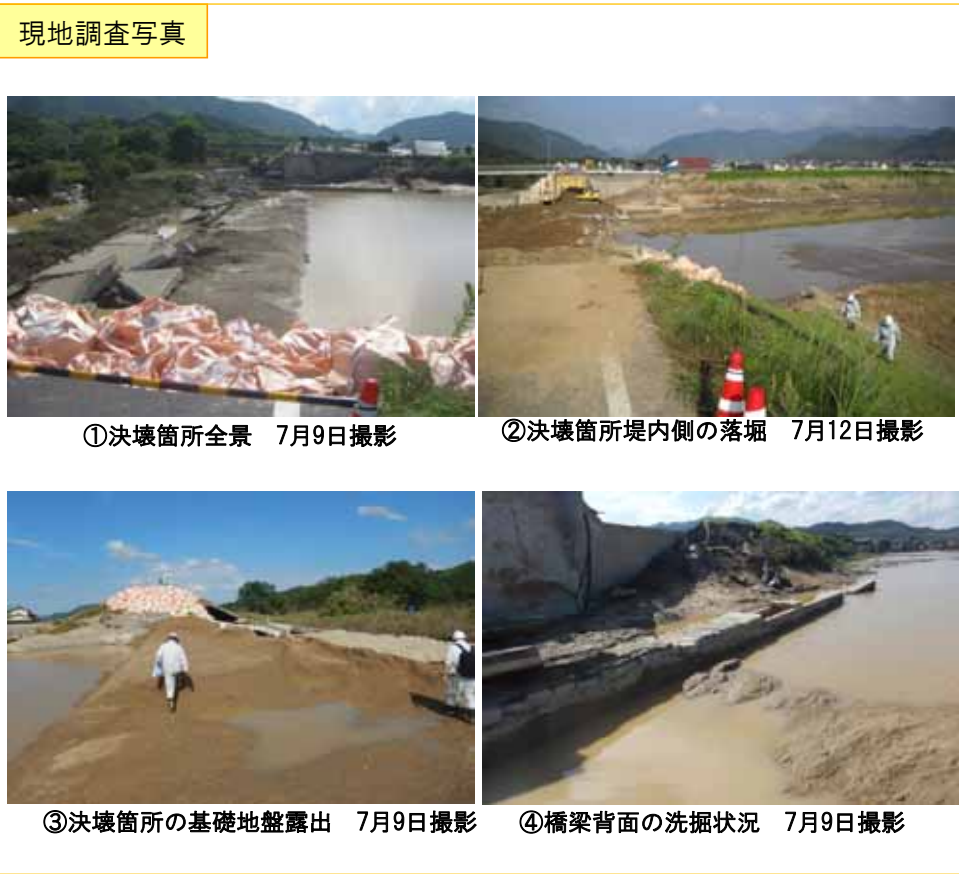 現地調査写真
①決壊箇所全景　7月9日撮影
②決壊箇所堤内側の落堀　7月12日撮影
③決壊箇所の基礎地盤露出　7月9日撮影
④橋梁背面の洗掘状況　7月9日撮影